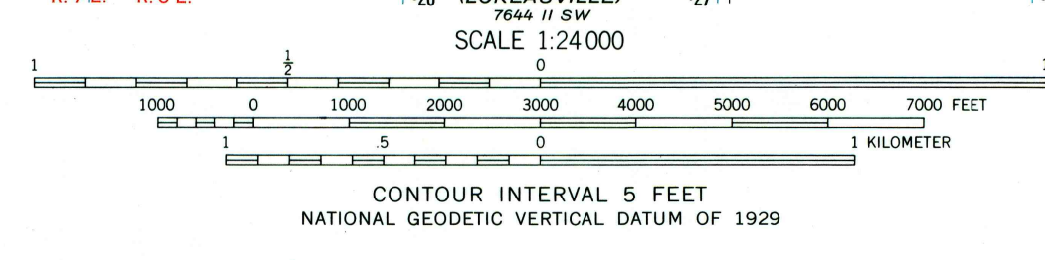 7644 II SW
SCALE 1:24000
1 1/2 0 1
1000 0 1000 2000 3000 4000 5000 6000 7000 FEET
1 .5 0 1 KILOMETER
CONTOUR INTERVAL 5 FEET
NATIONAL GEODETIC VERTICAL DATUM OF 1929